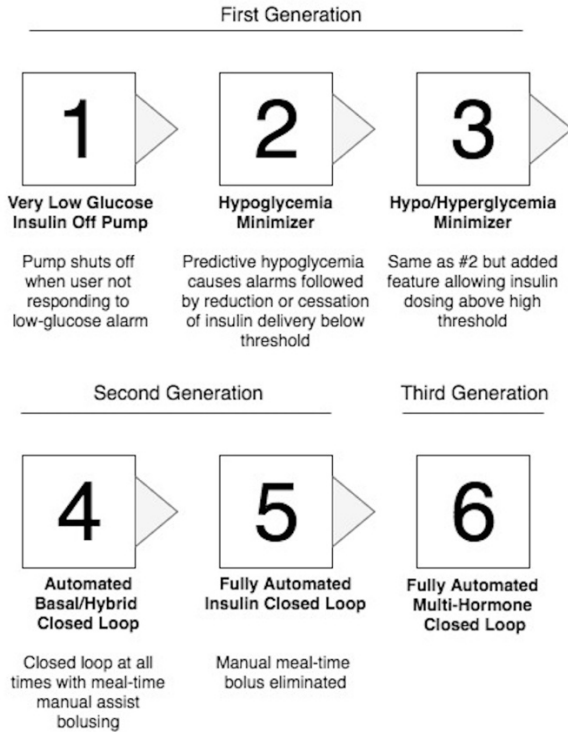 First Generation
1
2
3
Very Low Glucose
Insulin Off Pump
Pump shuts off
when user not
responding to
low-glucose alarm
Hypoglycemia
Minimizer
Predictive hypoglycemia
causes alarms followed
by reduction or cessation
of insulin delivery below
threshold
Hypo/Hyperglycemia
Minimizer
Same as #2 but added
feature allowing insulin
dosing above high
threshold
Second Generation
Third Generation
4
5
6
Automated
Basal/Hybrid
Closed Loop
Closed loop at all
times with meal-time
manual assist
bolusing
Fully Automated
Insulin Closed Loop
Manual meal-time
bolus eliminated
Fully Automated
Multi-Hormone
Closed Loop